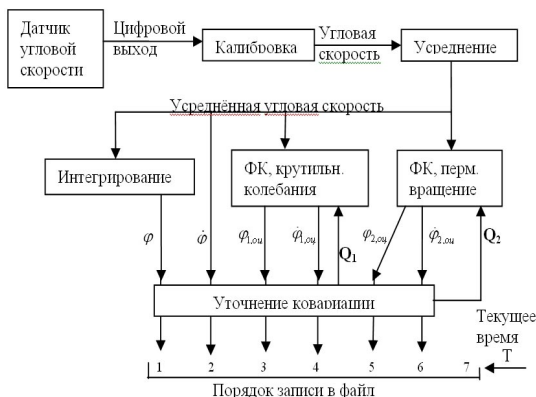 Датчик
угловой
скорости
Цифровой
выход
Калибровка
Угловая
скорость
Усреднение
Усреднённая угловая скорость
Интегрирование
ФК, крутильн.
колебания
ФК, перм.
вращение
φ
φ̇
φ1,оц
φ̇1,оц
Q1
φ2,оц
φ̇2,оц
Q2
Уточнение ковариации
Текущее
время
T
1 2 3 4 5 6 7
Порядок записи в файл